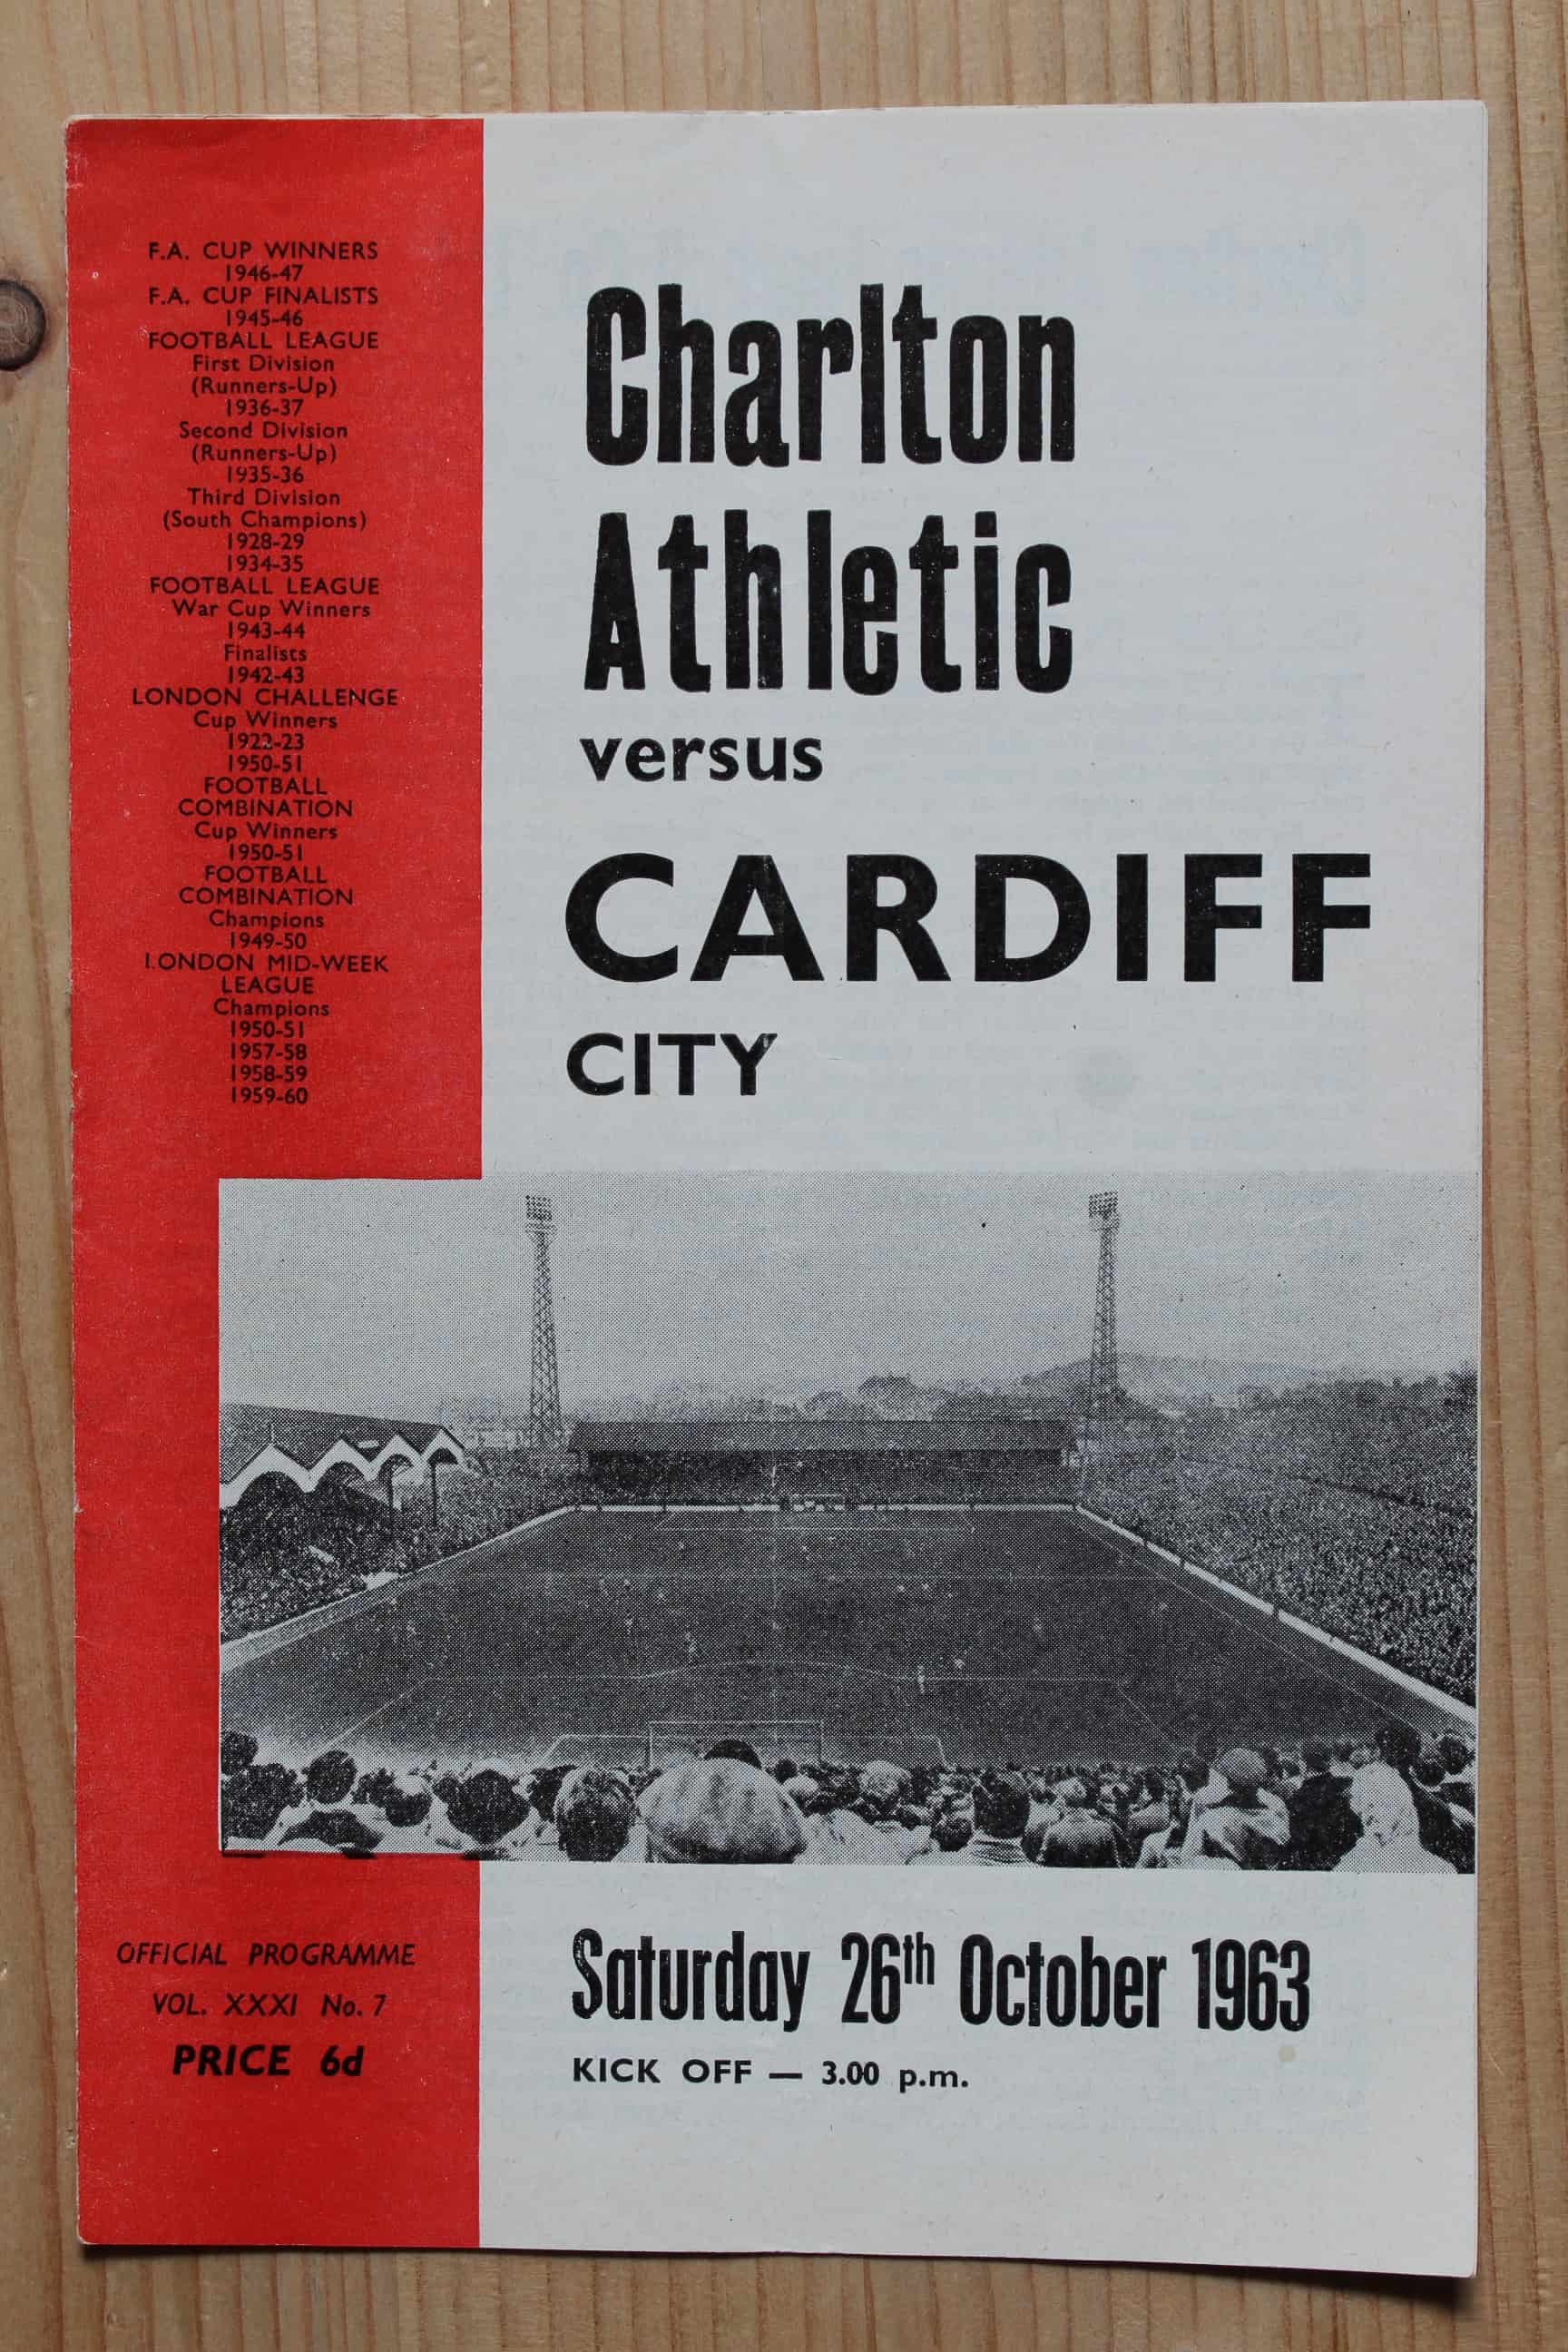 F.A. CUP WINNERS
1946-47
F.A. CUP FINALISTS
1945-46
FOOTBALL LEAGUE
First Division
(Runners-Up)
1936-37
Second Division
(Runners-Up)
1935-36
Third Division
(South Champions)
1928-29
1934-35
FOOTBALL LEAGUE
War Cup Winners
1943-44
Finalists
1942-43
LONDON CHALLENGE
Cup Winners
1922-23
1950-51
FOOTBALL
COMBINATION
Cup Winners
1950-51
FOOTBALL
COMBINATION
Champions
1949-50
LONDON MID-WEEK
LEAGUE
Champions
1950-51
1957-58
1958-59
1959-60
Charlton
Athletic
versus
CARDIFF
CITY
OFFICIAL PROGRAMME
VOL. XXXI No. 7
PRICE 6d
Saturday 26th October 1963
KICK OFF — 3.00 p.m.